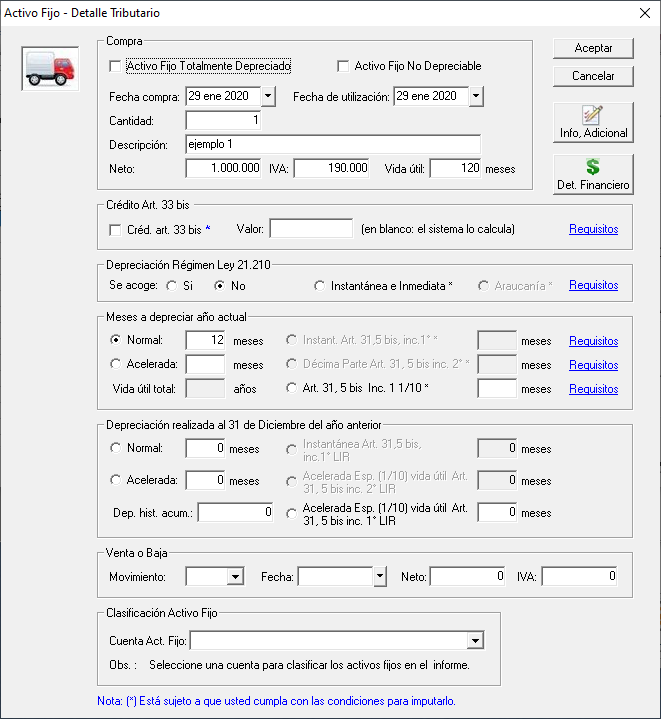 Activo Fijo - Detalle Tributario
Compra
Activo Fijo Totalmente Depreciado
Activo Fijo No Depreciable
Fecha compra: 29 ene 2020 Fecha de utilización: 29 ene 2020
Cantidad: 1
Descripción: ejemplo 1
Neto: 1.000.000 IVA: 190.000 Vida útil: 120 meses
Aceptar
Cancelar
Info, Adicional
$
Det. Financiero
Crédito Art. 33 bis
Créd. art. 33 bis * Valor: (en blanco: el sistema lo calcula) Requisitos
Depreciación Régimen Ley 21.210
Se acoge: Si No Instantánea e Inmediata * Araucanía * Requisitos
Meses a depreciar año actual
Normal: 12 meses Instant. Art. 31,5 bis, inc.1° * meses Requisitos
Acelerada: meses Décima Parte Art. 31, 5 bis inc. 2° * meses Requisitos
Vida útil total: años Art. 31, 5 bis Inc. 1 1/10 * meses Requisitos
Depreciación realizada al 31 de Diciembre del año anterior
Normal: 0 meses Instantánea Art. 31,5 bis, 0 meses
inc.1° LIR
Acelerada: 0 meses Acelerada Esp. (1/10) vida útil Art. 0 meses
31, 5 bis inc. 2° LIR
Dep. hist. acum.: 0 Acelerada Esp. (1/10) vida útil Art. 0 meses
31, 5 bis inc. 1° LIR
Venta o Baja
Movimiento: Fecha: Neto: 0 IVA: 0
Clasificación Activo Fijo
Cuenta Act. Fijo:
Obs. : Seleccione una cuenta para clasificar los activos fijos en el informe.
Nota: (*) Está sujeto a que usted cumpla con las condiciones para imputarlo.